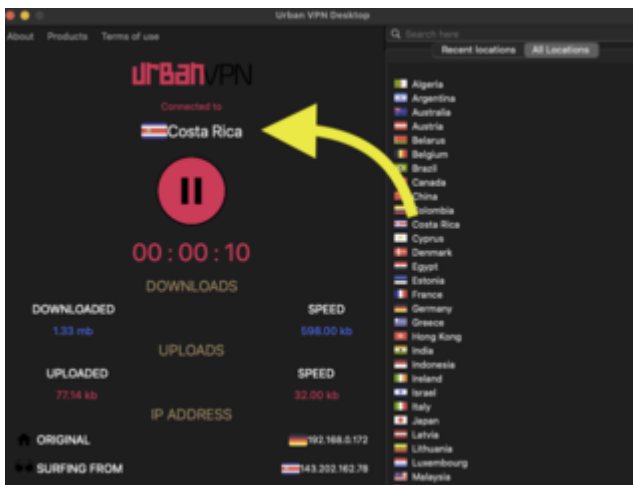 Urban VPN Desktop
About Products Terms of use
Search here
Recent locations All Locations
urBan VPN
Connected to
Costa Rica
00 : 00 : 10
DOWNLOADS
DOWNLOADED SPEED
1.33 mb 598.00 kb
UPLOADS
UPLOADED SPEED
77.14 kb 32.00 kb
IP ADDRESS
ORIGINAL 192.168.0.172
SURFING FROM 143.202.162.78
Algeria
Argentina
Australia
Austria
Belarus
Belgium
Brazil
Canada
China
Colombia
Costa Rica
Cyprus
Denmark
Egypt
Estonia
France
Germany
Greece
Hong Kong
India
Indonesia
Ireland
Israel
Italy
Japan
Latvia
Lithuania
Luxembourg
Malaysia